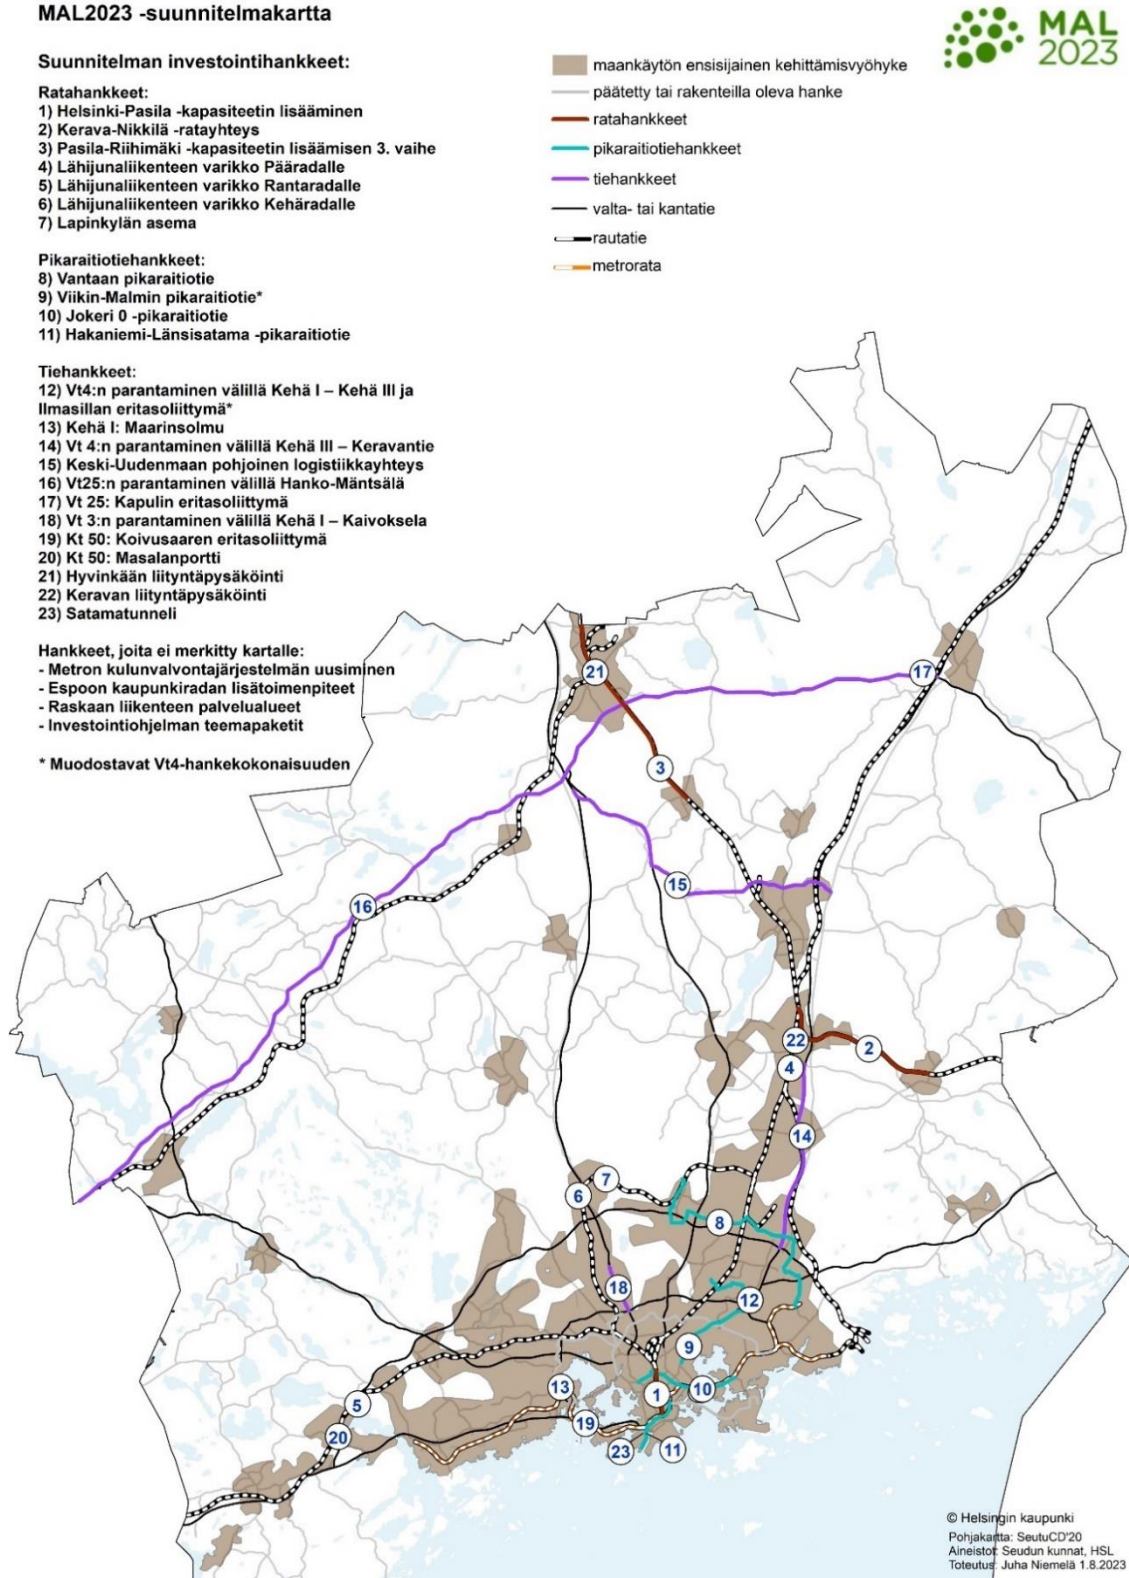 MAL2023 -suunnitelmakartta
MAL
2023
Suunnitelman investointihankkeet:
Ratahankkeet:
1) Helsinki-Pasila -kapasiteetin lisääminen
2) Kerava-Nikkilä -ratayhteys
3) Pasila-Riihimäki -kapasiteetin lisäämisen 3. vaihe
4) Lähijunaliikenteen varikko Pääradalle
5) Lähijunaliikenteen varikko Rantaradalle
6) Lähijunaliikenteen varikko Kehäradalle
7) Lapinkylän asema
Pikaraitiotiehankkeet:
8) Vantaan pikaraitiotie
9) Viikin-Malmin pikaraitiotie*
10) Jokeri 0 -pikaraitiotie
11) Hakaniemi-Länsisatama -pikaraitiotie
Tiehankkeet:
12) Vt4:n parantaminen välillä Kehä I – Kehä III ja
Ilmasillan eritasoliittymä*
13) Kehä I: Maarinsolmu
14) Vt 4:n parantaminen välillä Kehä III – Keravantie
15) Keski-Uudenmaan pohjoinen logistiikkayhteys
16) Vt25:n parantaminen välillä Hanko-Mäntsälä
17) Vt 25: Kapulin eritasoliittymä
18) Vt 3:n parantaminen välillä Kehä I – Kaivoksela
19) Kt 50: Koivusaaren eritasoliittymä
20) Kt 50: Masalanportti
21) Hyvinkään liityntäpysäköinti
22) Keravan liityntäpysäköinti
23) Satamatunneli
Hankkeet, joita ei merkitty kartalle:
- Metron kulunvalvontajärjestelmän uusiminen
- Espoon kaupunkiradan lisätoimenpiteet
- Raskaan liikenteen palvelualueet
- Investointiohjelman teemapaketit
* Muodostavat Vt4-hankekokonaisuuden
maankäytön ensisijainen kehittämisvyöhyke
päätetty tai rakenteilla oleva hanke
ratahankkeet
pikaraitiotiehankkeet
tiehankkeet
valta- tai kantatie
rautatie
metrorata
21
17
3
15
16
22
2
4
14
7
6
8
18
12
9
13
1
10
5
19
20
23
11
© Helsingin kaupunki
Pohjakartta: SeutuCD'20
Aineistot: Seudun kunnat, HSL
Toteutus: Juha Niemelä 1.8.2023